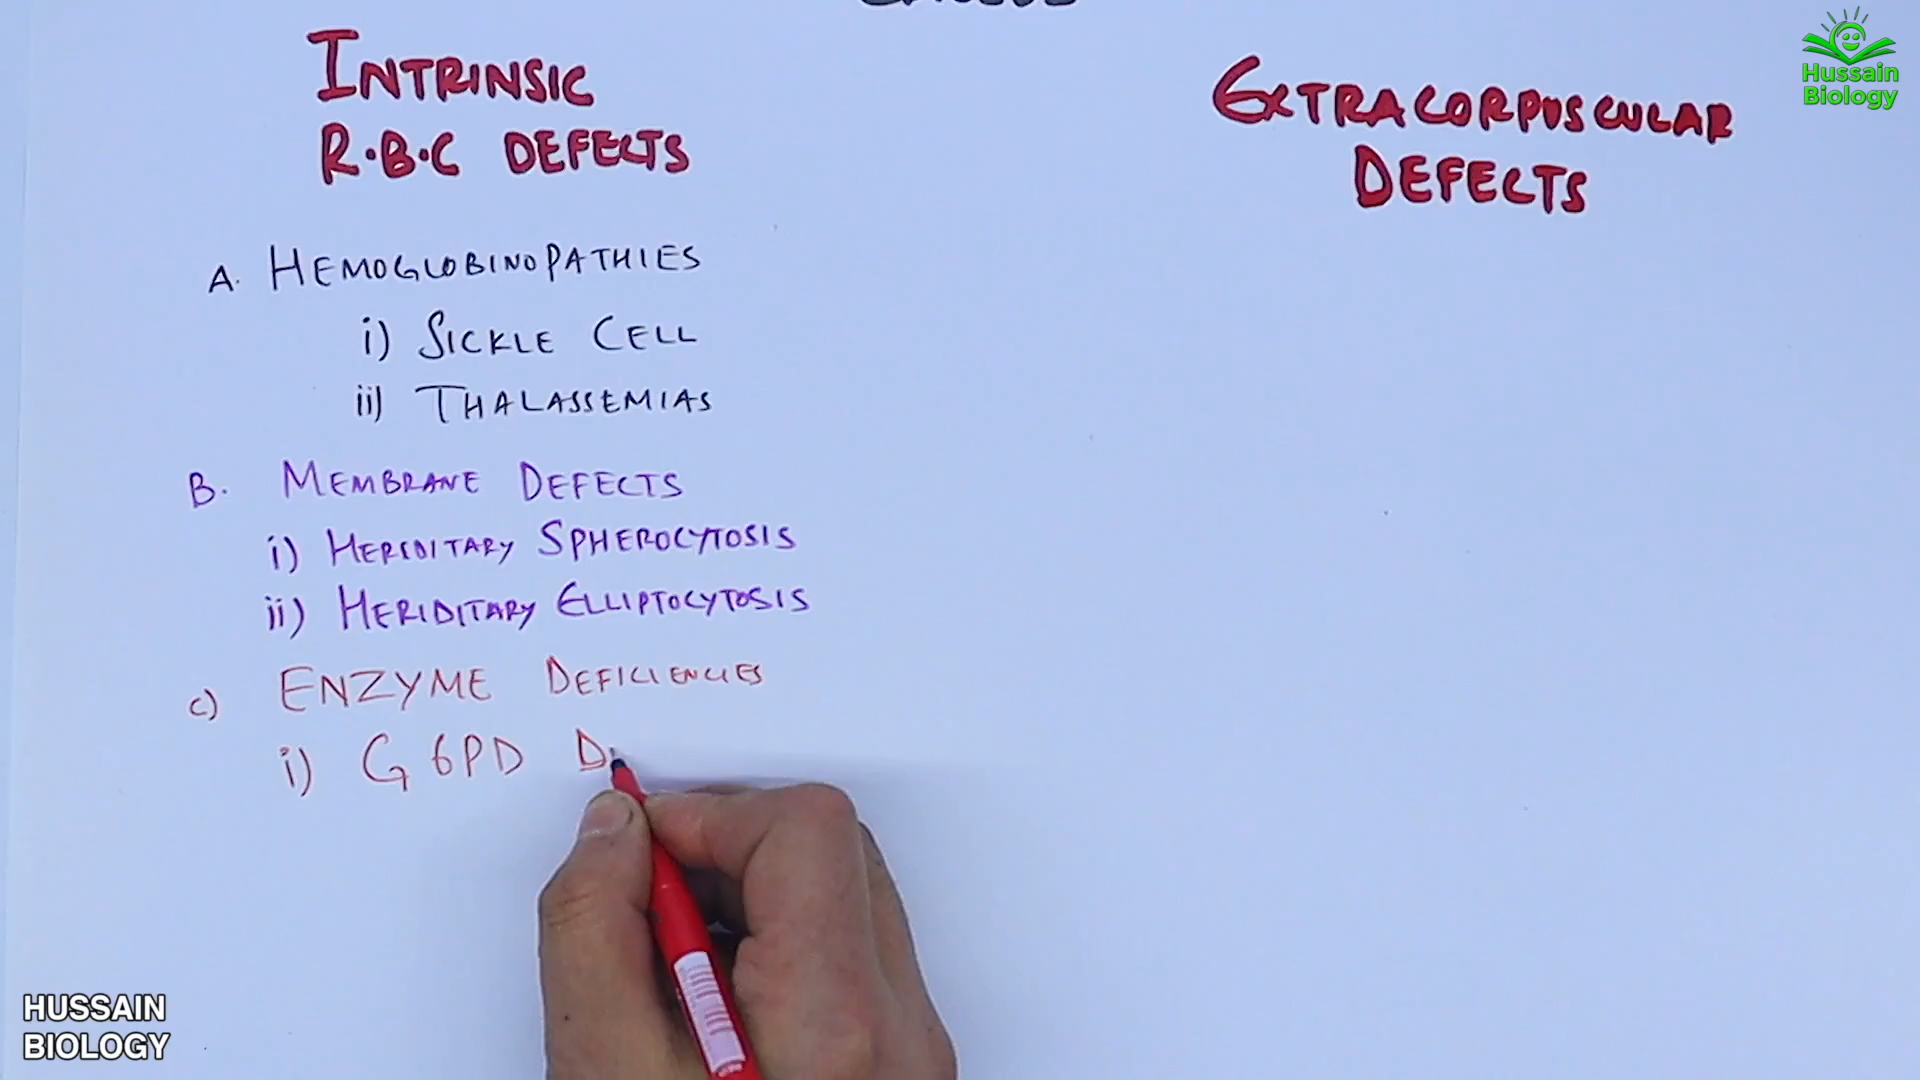 INTRINSIC
R.B.C DEFECTS
EXTRACORPUSCULAR
DEFECTS
A. HEMOGLOBINOPATHIES
i) SICKLE CELL
ii) THALASSEMIAS
B. MEMBRANE DEFECTS
i) HEREDITARY SPHEROCYTOSIS
ii) HERIDITARY ELLIPTOCYTOSIS
C) ENZYME DEFICIENCIES
i) G6PD D
Hussain
Biology
HUSSAIN
BIOLOGY